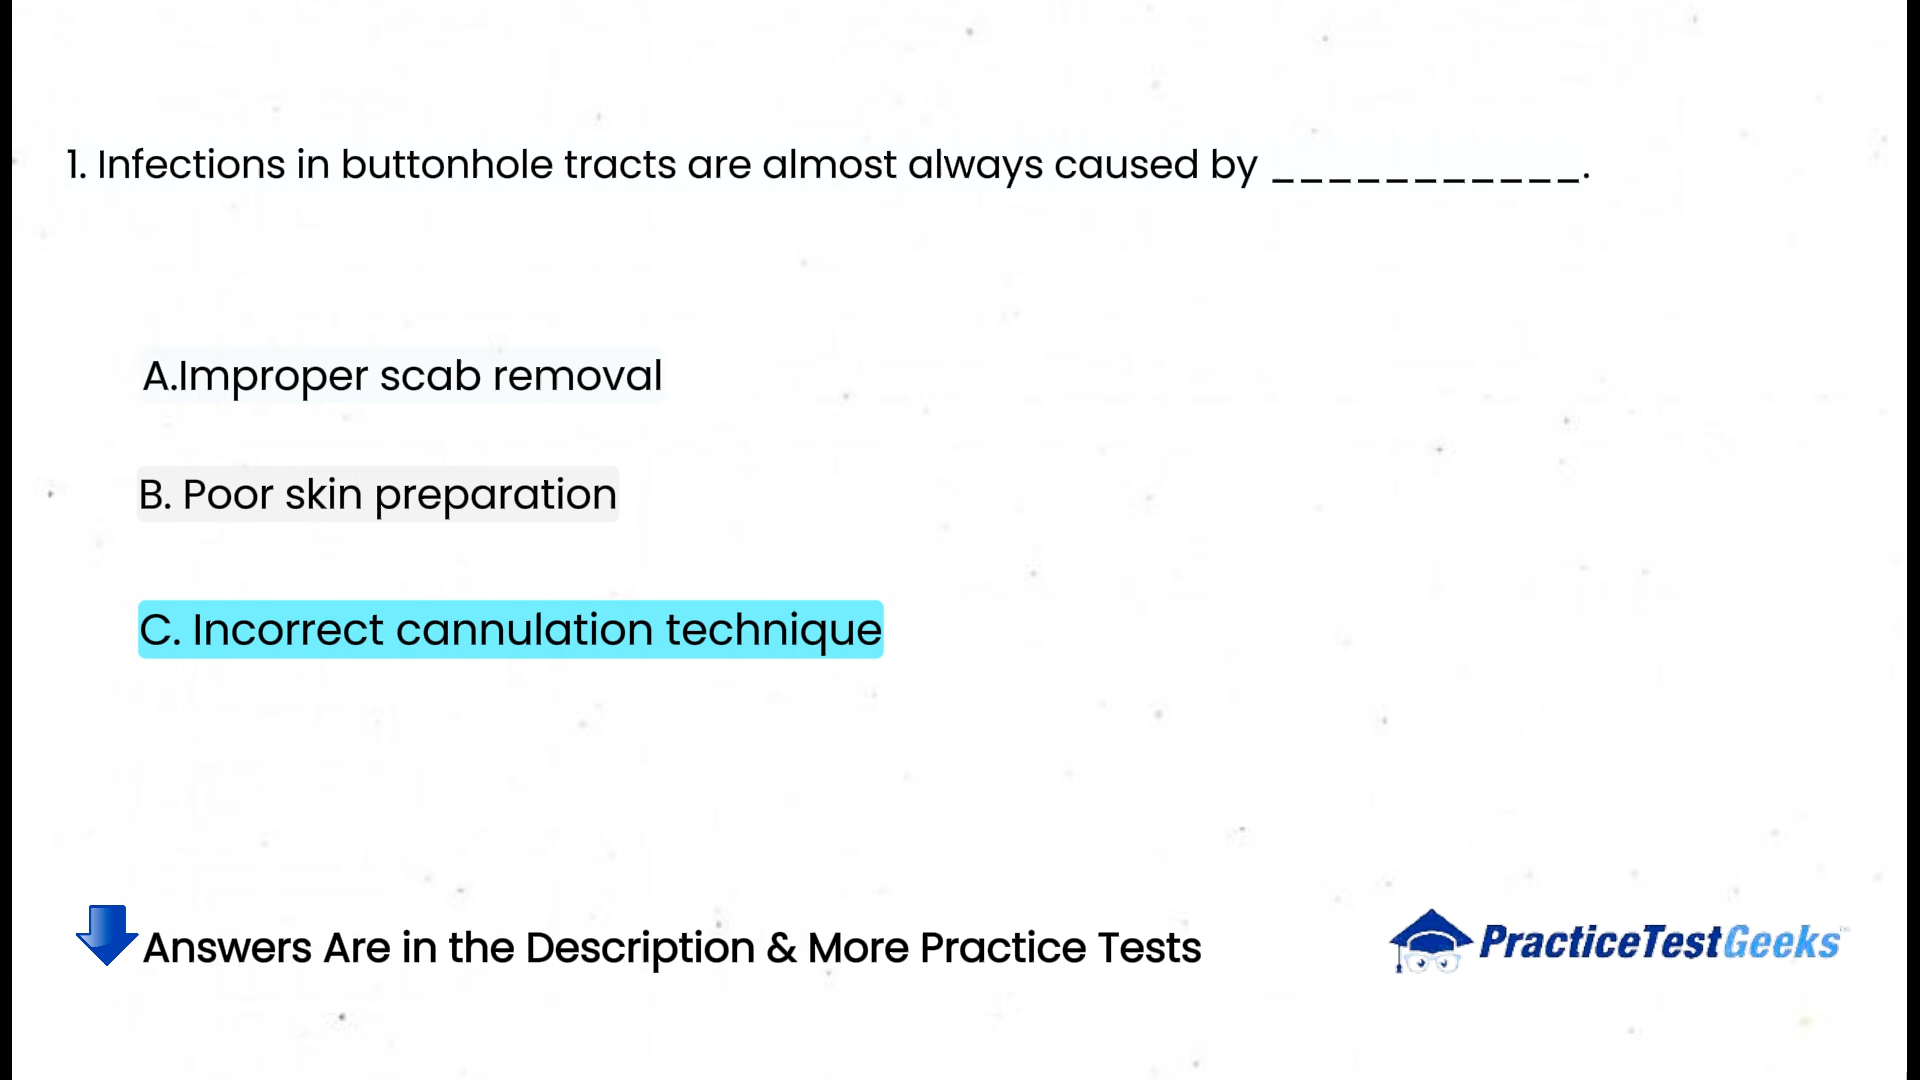 1. Infections in buttonhole tracts are almost always caused by ___________.
A.Improper scab removal
B. Poor skin preparation
C. Incorrect cannulation technique
Answers Are in the Description & More Practice Tests
PracticeTestGeeks